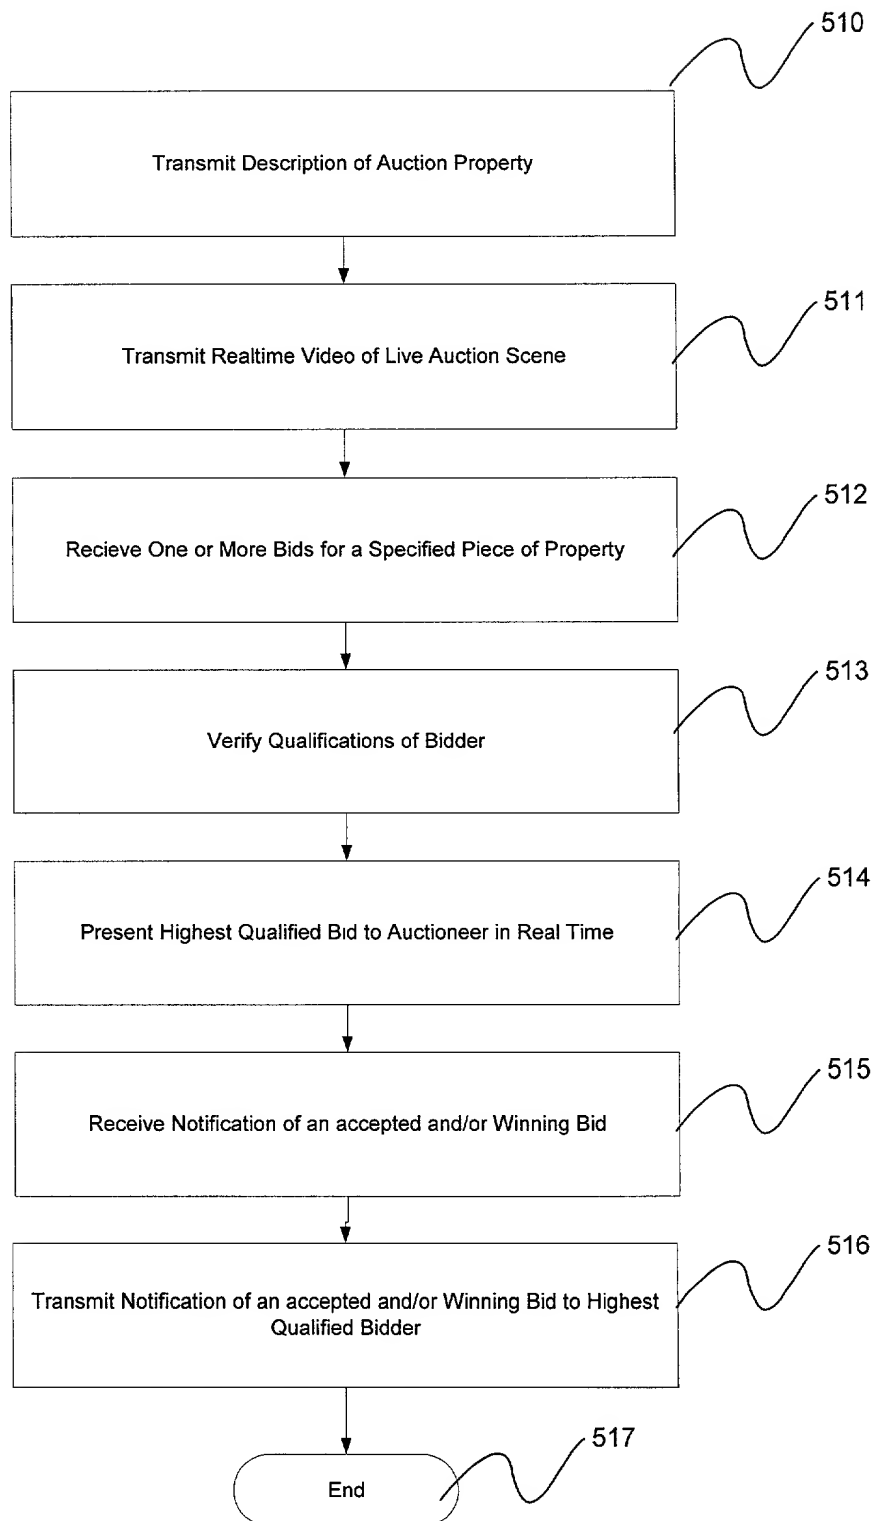 510
Transmit Description of Auction Property
511
Transmit Realtime Video of Live Auction Scene
512
Recieve One or More Bids for a Specified Piece of Property
513
Verify Qualifications of Bidder
514
Present Highest Qualified Bid to Auctioneer in Real Time
515
Receive Notification of an accepted and/or Winning Bid
516
Transmit Notification of an accepted and/or Winning Bid to Highest
Qualified Bidder
517
End